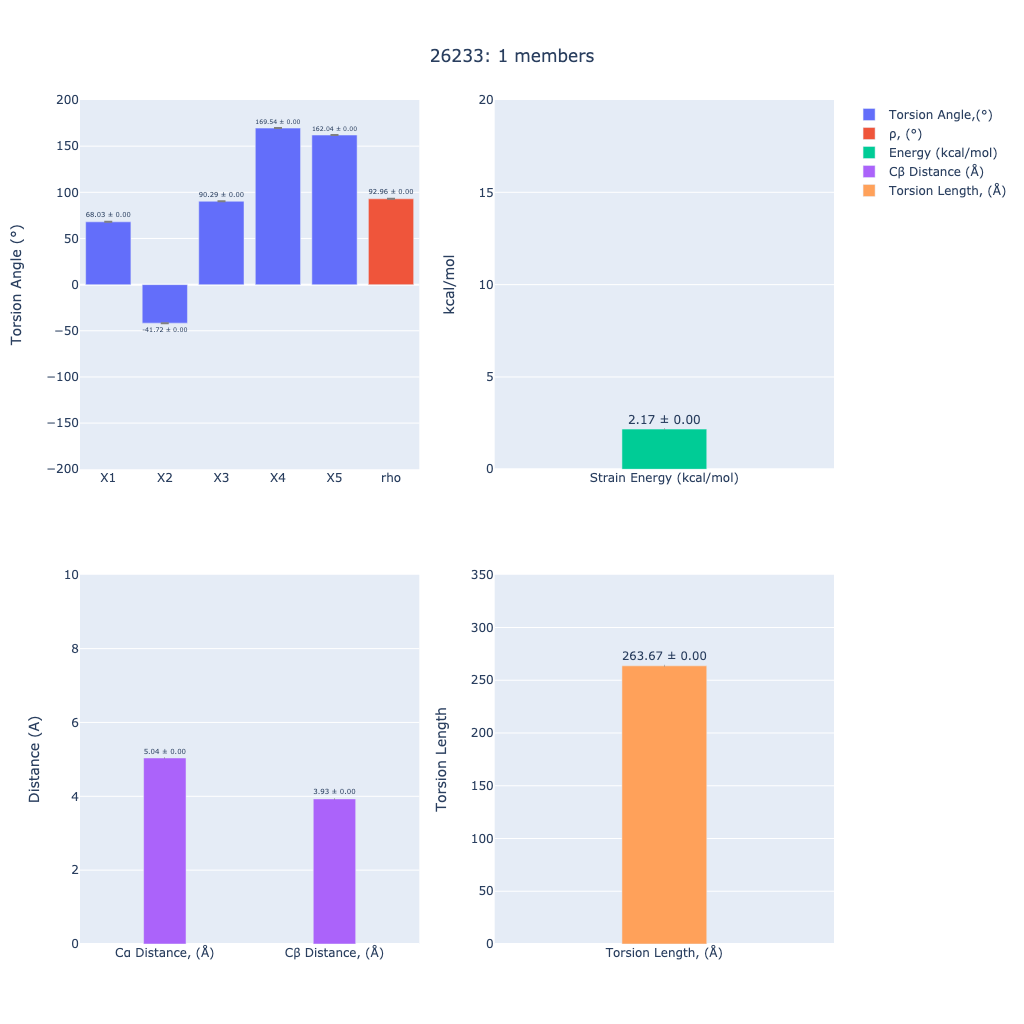 26233: 1 members
Torsion Angle (°)
200
150
100
50
0
−50
−100
−150
−200
68.03 ± 0.00
-41.72 ± 0.00
90.29 ± 0.00
169.54 ± 0.00
162.04 ± 0.00
92.96 ± 0.00
X1 X2 X3 X4 X5 rho
kcal/mol
20
15
10
5
0
2.17 ± 0.00
Strain Energy (kcal/mol)
Torsion Angle,(°)
ρ, (°)
Energy (kcal/mol)
Cβ Distance (Å)
Torsion Length, (Å)
Distance (A)
10
8
6
4
2
0
5.04 ± 0.00
3.93 ± 0.00
Cα Distance, (Å) Cβ Distance, (Å)
Torsion Length
350
300
250
200
150
100
50
0
263.67 ± 0.00
Torsion Length, (Å)